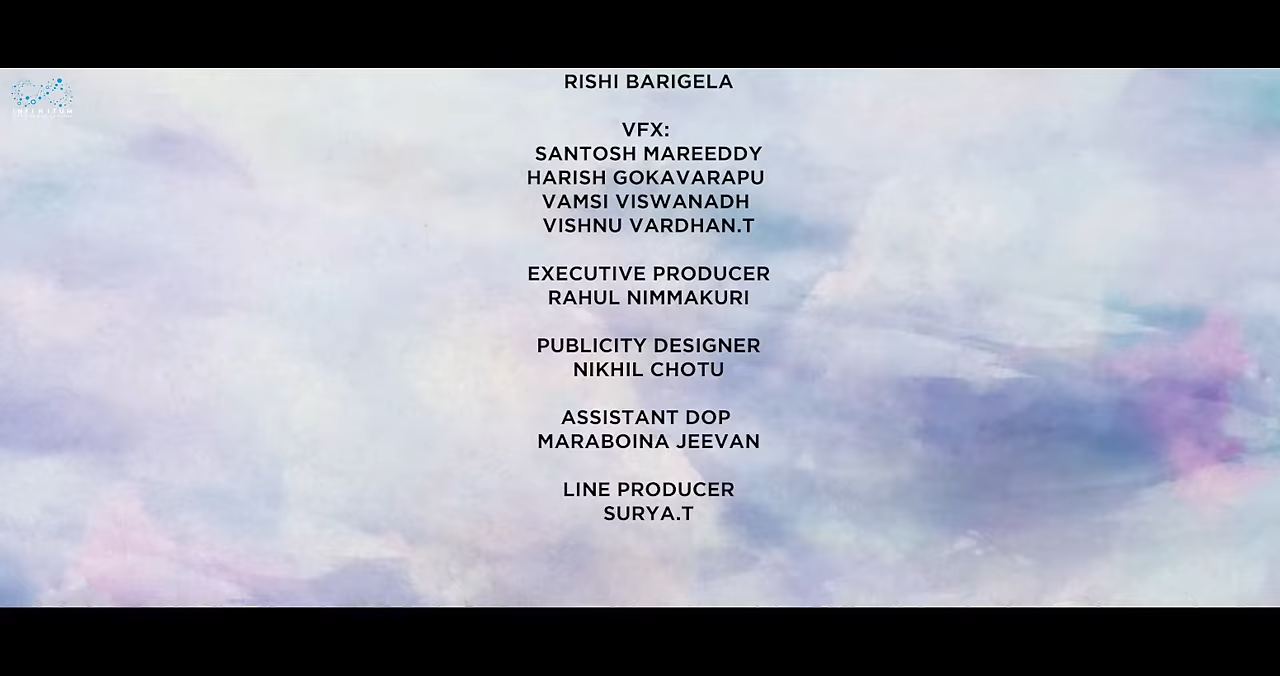 INFINITUM
RISHI BARIGELA
VFX:
SANTOSH MAREEDDY
HARISH GOKAVARAPU
VAMSI VISWANADH
VISHNU VARDHAN.T
EXECUTIVE PRODUCER
RAHUL NIMMAKURI
PUBLICITY DESIGNER
NIKHIL CHOTU
ASSISTANT DOP
MARABOINA JEEVAN
LINE PRODUCER
SURYA.T